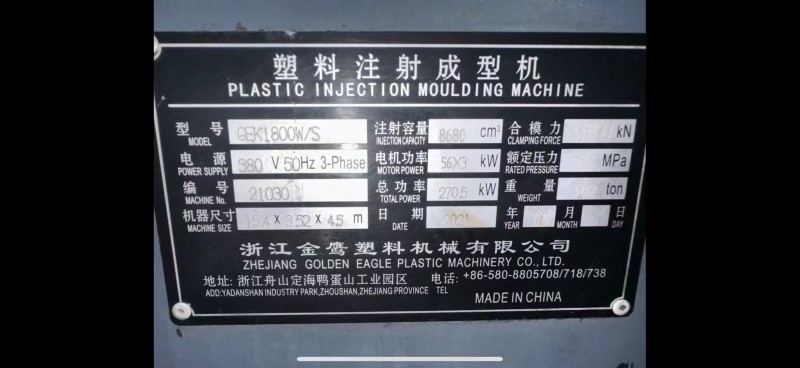 塑料注射成型机
PLASTIC INJECTION MOULDING MACHINE
型 号 GEK1800W/S 注射容量 8680 cm³ 合模力 kN
MODEL INJECTION CAPACITY CLAMPING FORCE
电 源 380 V 50Hz 3-Phase 电机功率 56X3 kW 额定压力 MPa
POWER SUPPLY MOTOR POWER RATED PRESSURE
编 号 21030 总功率 270.5 kW 重 量 ton
MACHINE No. TOTAL POWER WEIGHT
机器尺寸 15.4 x 3.52 x 4.5 m 日 期 2021 年 月 日
MACHINE SIZE DATE YEAR MONTH DAY
浙江金鹰塑料机械有限公司
ZHEJIANG GOLDEN EAGLE PLASTIC MACHINERY CO., LTD.
地址: 浙江舟山定海鸭蛋山工业园区 电话: +86-580-8805708/718/738
ADD:YADANSHAN INDUSTRY PARK,ZHOUSHAN,ZHEJIANG PROVINCE TEL
MADE IN CHINA